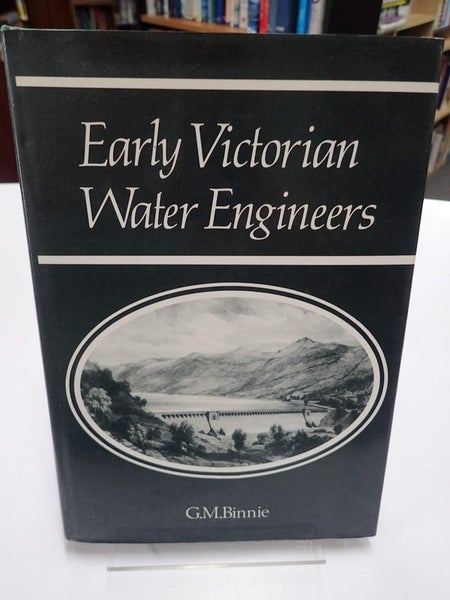 Early Victorian
Water Engineers
G.M.Binnie